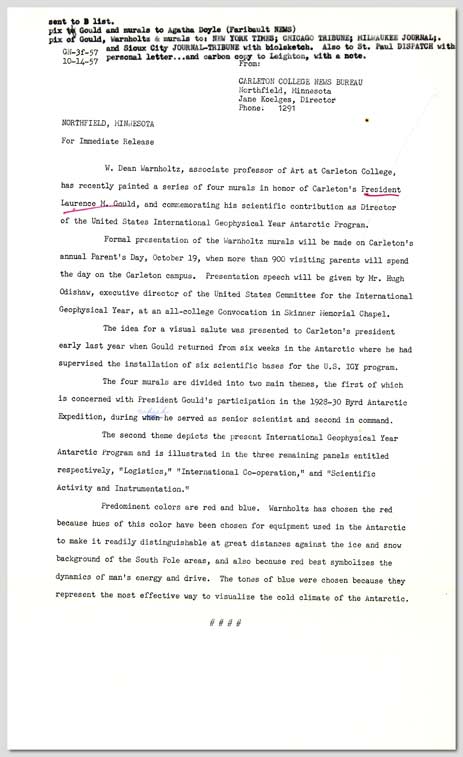 sent to B list.
pix to Gould and murals to Agatha Doyle (Faribault NEWS)
pix of Gould, Warnholtz & murals to: NEW YORK TIMES; CHICAGO TRIBUNE; MILWAUKEE JOURNAL;.
and Sioux City JOURNAL-TRIBUNE with biolsketch. Also to St. Paul DISPATCH with
personal letter...and carbon copy to Leighton, with a note.
10-14-57
From:
CARLETON COLLEGE NEWS BUREAU
Northfield, Minnesota
Jane Koelges, Director
Phone: 1291
NORTHFIELD, MINNESOTA
For Immediate Release
W. Dean Warnholtz, associate professor of Art at Carleton College,
has recently painted a series of four murals in honor of Carleton's President
Laurence M. Gould, and commemorating his scientific contribution as Director
of the United States International Geophysical Year Antarctic Program.
Formal presentation of the Warnholtz murals will be made on Carleton's
annual Parent's Day, October 19, when more than 900 visiting parents will spend
the day on the Carleton campus. Presentation speech will be given by Mr. Hugh
Odishaw, executive director of the United States Committee for the International
Geophysical Year, at an all-college Convocation in Skinner Memorial Chapel.
The idea for a visual salute was presented to Carleton's president
early last year when Gould returned from six weeks in the Antarctic where he had
supervised the installation of six scientific bases for the U.S. IGY program.
The four murals are divided into two main themes, the first of which
is concerned with President Gould's participation in the 1928-30 Byrd Antarctic
Expedition, during when he served as senior scientist and second in command.
The second theme depicts the present International Geophysical Year
Antarctic Program and is illustrated in the three remaining panels entitled
respectively, "Logistics," "International Co-operation," and "Scientific
Activity and Instrumentation."
Predominent colors are red and blue. Warnholtz has chosen the red
because hues of this color have been chosen for equipment used in the Antarctic
to make it readily distinguishable at great distances against the ice and snow
background of the South Pole areas, and also because red best symbolizes the
dynamics of man's energy and drive. The tones of blue were chosen because they
represent the most effective way to visualize the cold climate of the Antarctic.
# # # #